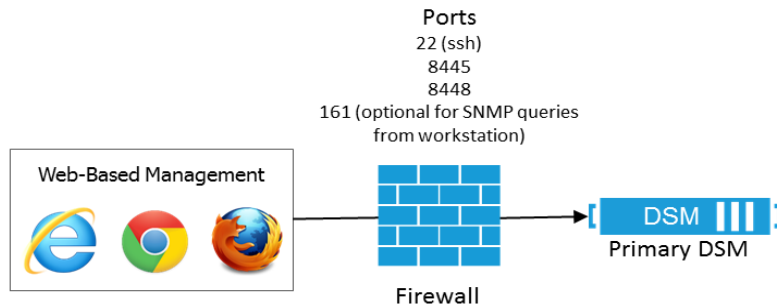 Ports
22 (ssh)
8445
8448
161 (optional for SNMP queries
from workstation)
Web-Based Management
DSM
Primary DSM
Firewall